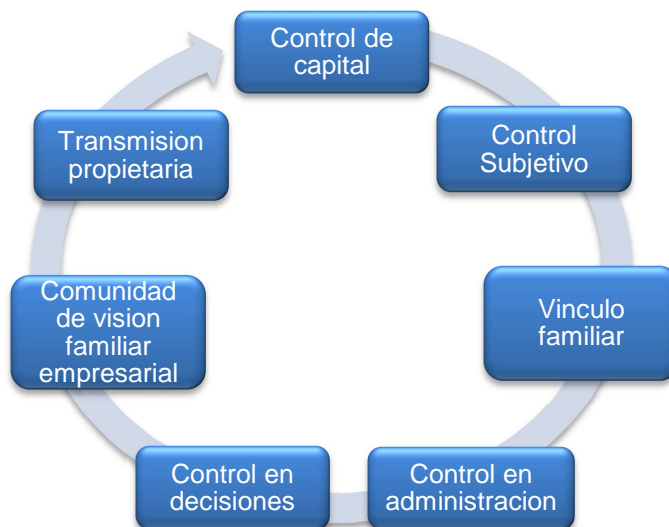 Control de
capital
Control
Subjetivo
Vinculo
familiar
Control en
administracion
Control en
decisiones
Comunidad
de vision
familiar
empresarial
Transmision
propietaria